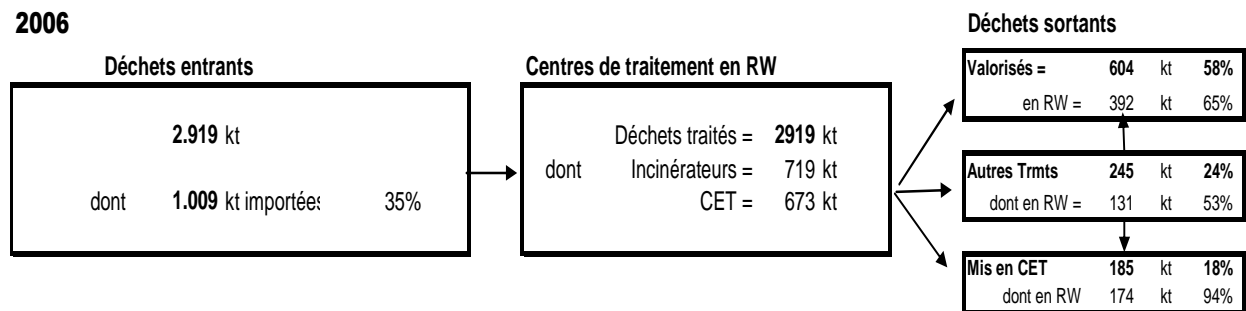 2006
Déchets entrants
2.919 kt
dont 1.009 kt importées 35%
Centres de traitement en RW
Déchets traités = 2919 kt
dont Incinérateurs = 719 kt
CET = 673 kt
Déchets sortants
Valorisés = 604 kt 58%
en RW = 392 kt 65%
Autres Trmts 245 kt 24%
dont en RW = 131 kt 53%
Mis en CET 185 kt 18%
dont en RW 174 kt 94%